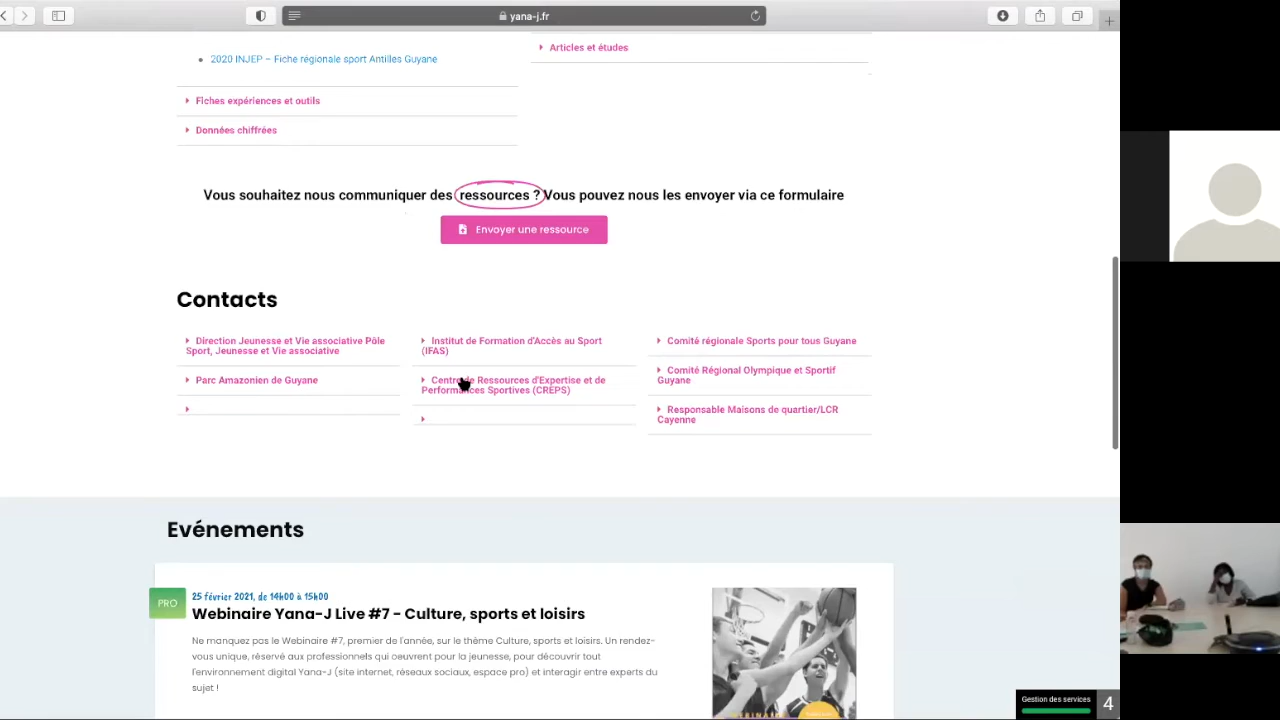 yana-j.fr
2020 INJEP – Fiche régionale sport Antilles Guyane
Articles et études
Fiches expériences et outils
Données chiffrées
Vous souhaitez nous communiquer des ressources ? Vous pouvez nous les envoyer via ce formulaire
Envoyer une ressource
Contacts
Direction Jeunesse et Vie associative Pôle
Sport, Jeunesse et Vie associative
Parc Amazonien de Guyane
Institut de Formation d'Accès au Sport
(IFAS)
Centre de Ressources d'Expertise et de
Performances Sportives (CREPS)
Comité régionale Sports pour tous Guyane
Comité Régional Olympique et Sportif
Guyane
Responsable Maisons de quartier/LCR
Cayenne
Evénements
PRO
25 février 2021, de 14h00 à 15h00
Webinaire Yana-J Live #7 - Culture, sports et loisirs
Ne manquez pas le Webinaire #7, premier de l'année, sur le thème Culture, sports et loisirs. Un rendez-
vous unique, réservé aux professionnels qui oeuvrent pour la jeunesse, pour découvrir tout
l'environnement digital Yana-J (site internet, réseaux sociaux, espace pro) et interagir entre experts du
sujet !
Gestion des services
4